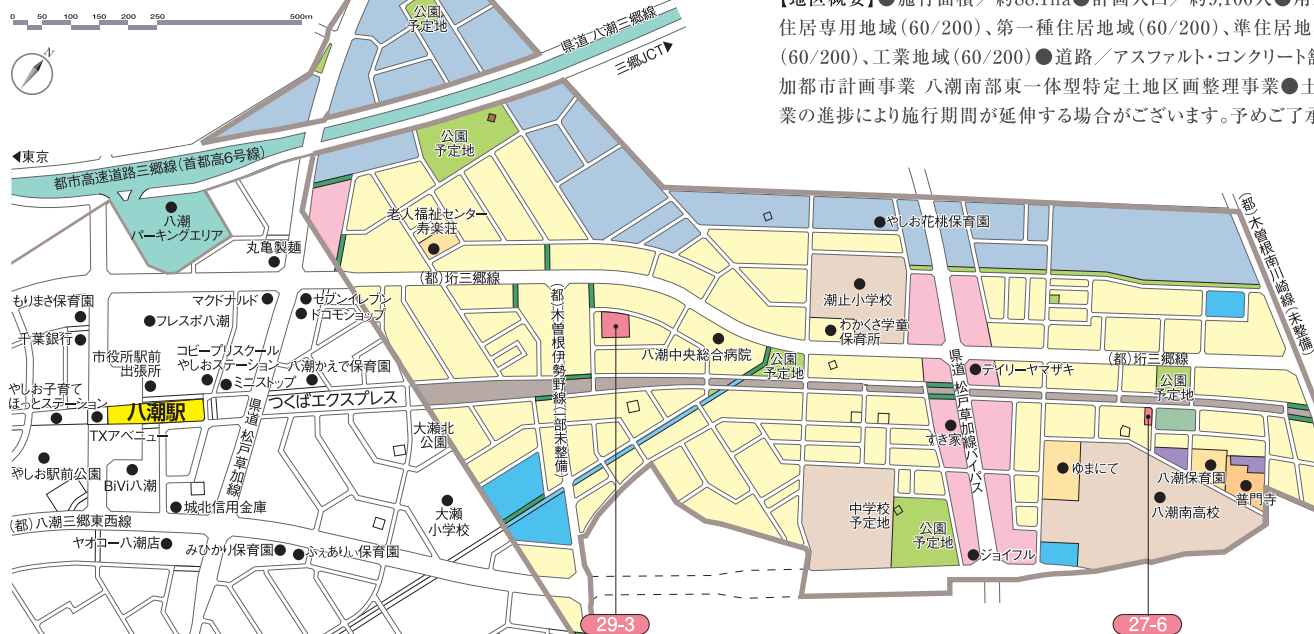 0 50 100 150 200 250 500m
N
【地区概要】●施行面積/約88.1ha●計画人口/約9,100人●用
住居専用地域(60/200)、第一種住居地域(60/200)、準住居地
(60/200)、工業地域(60/200)●道路/アスファルト・コンクリート舗
加都市計画事業 八潮南部東一体型特定土地区画整理事業●土
業の進捗により施行期間が延伸する場合がございます。予めご了承
公園
予定地
県道 八潮三郷線
三郷JCT▶
◀東京
都市高速道路三郷線(首都高6号線)
公園
予定地
八潮
パーキングエリア
老人福祉センター
寿楽荘
やしお花桃保育園
(都)木曽根南川崎線(未整備)
丸亀製麺
(都)垳三郷線
もりまさ保育園
マクドナルド
セブンイレブン
ドコモショップ
フレスポ八潮
千葉銀行
潮止小学校
わかくさ学童
保育所
市役所駅前
出張所
コビープリスクール
やしおステーション
八潮かえで保育園
ミニストップ
(都)木曽根伊勢野線(一部未整備)
八潮中央総合病院
公園
予定地
県道 松戸草加線バイパス
(都)垳三郷線
デイリーヤマザキ
公園
予定地
やしお子育て
ほっとステーション
八潮駅
つくばエクスプレス
TXアベニュー
県道 松戸草加線
大瀬北
公園
すき家
やしお駅前公園
BiVi八潮
ゆまにて
八潮保育園
普門寺
八潮南高校
城北信用金庫
大瀬
小学校
中学校
予定地
公園
予定地
(都)八潮三郷東西線
ヤオコー八潮店
みひかり保育園
ふぇありぃ保育園
ジョイフル
29-3
27-6